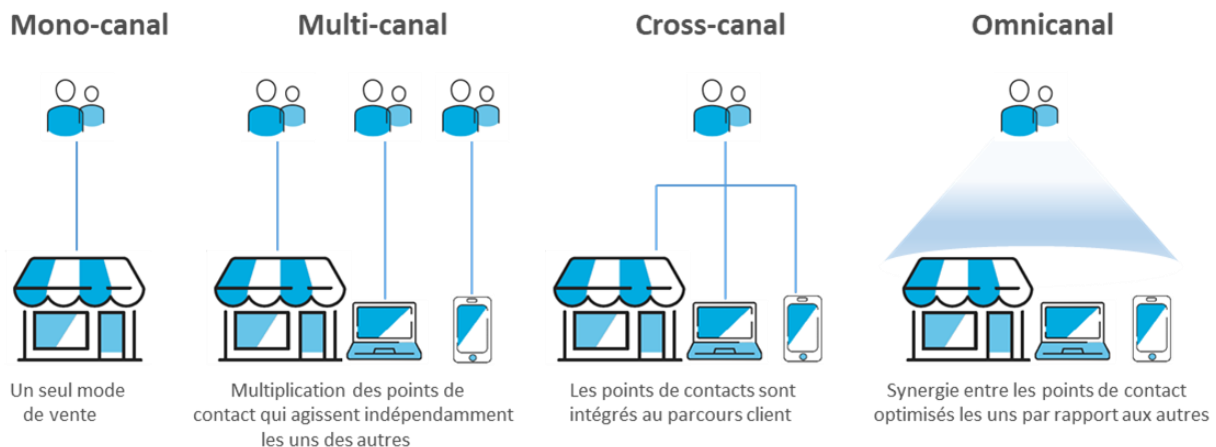 Mono-canal
Multi-canal
Cross-canal
Omnicanal
Un seul mode
de vente
Multiplication des points de
contact qui agissent indépendamment
les uns des autres
Les points de contacts sont
intégrés au parcours client
Synergie entre les points de contact
optimisés les uns par rapport aux autres